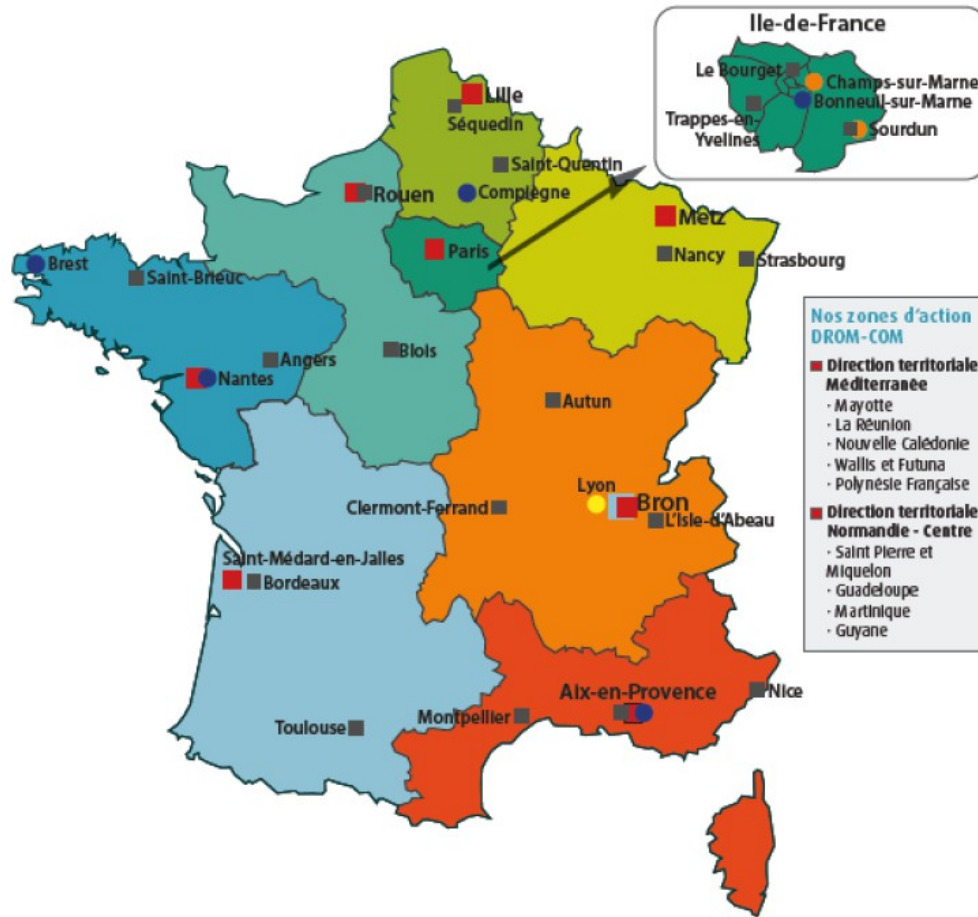 Ile-de-France
Le Bourget
Champs-sur-Marne
Bonneuil-sur-Marne
Trappes-en-
Yvelines
Sourdun
Lille
Séquedin
Saint-Quentin
Rouen
Compiègne
Metz
Paris
Nancy
Strasbourg
Brest
Saint-Brieuc
Angers
Blois
Nantes
Autun
Lyon
Clermont-Ferrand
Bron
L'Isle-d'Abeau
Saint-Médard-en-Jalles
Bordeaux
Aix-en-Provence
Nice
Toulouse
Montpellier
Nos zones d'action
DROM-COM
Direction territoriale
Méditerranée
· Mayotte
· La Réunion
· Nouvelle Calédonie
· Wallis et Futuna
· Polynésie Française
Direction territoriale
Normandie - Centre
· Saint Pierre et
Miquelon
· Guadeloupe
· Martinique
· Guyane